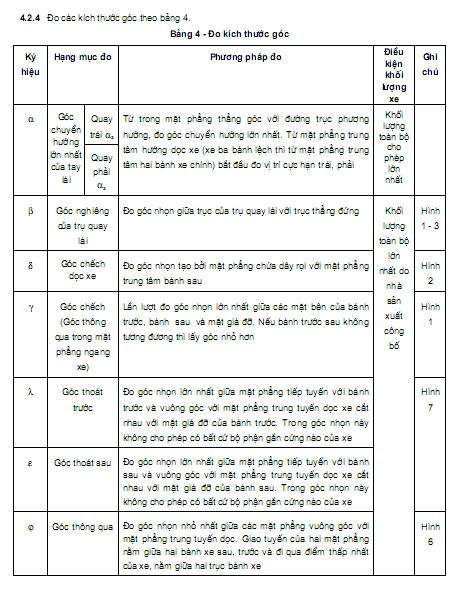 4.2.4 Đo các kích thước góc theo bảng 4.
Bảng 4 - Đo kích thước góc
Ký hiệu
Hạng mục đo
Phương pháp đo
Điều kiện khối lượng xe
Ghi chú
α
Góc chuyển hướng lớn nhất của tay lái
Quay trái α₂
Quay phải
Từ trong mặt phẳng thẳng góc với đường trục phương
hướng, đo góc chuyển hướng lớn nhất. Từ mặt phẳng trung
tâm hướng dọc xe (xe ba bánh lệch thì từ mặt phẳng trung
tâm hai bánh xe chính) bắt đầu đo vị trí cực hạn trái, phải
Khối lượng toàn bộ cho phép lớn nhất
β
Góc nghiêng của trụ quay lái
Đo góc nhọn giữa trục của trụ quay lái với trục thẳng đứng
Khối lượng toàn bộ lớn nhất do nhà sản xuất công bố
Hình 1 - 3
δ
Góc chếch dọc xe
Đo góc nhọn tạo bởi mặt phẳng chứa dây rọi với mặt phẳng
trung tâm bánh sau
Hình 2
γ
Góc chếch (Góc thông qua trong mặt phẳng ngang xe)
Lần lượt đo góc nhọn lớn nhất giữa các mặt bên của bánh
trước, bánh sau và mặt giá đỡ. Nếu bánh trước sau không
tương đương thì lấy góc nhỏ hơn
Hình 1
λ
Góc thoát trước
Đo góc nhọn lớn nhất giữa mặt phẳng tiếp tuyến với bánh
trước và vuông góc với mặt phẳng trung tuyến dọc xe cắt
nhau với mặt giá đỡ của bánh trước. Trong góc nhọn này
không cho phép có bất cứ bộ phận gắn cứng nào của xe
Hình 7
ε
Góc thoát sau
Đo góc nhọn lớn nhất giữa mặt phẳng tiếp tuyến với bánh
sau và vuông góc với mặt phẳng trung tuyến dọc xe cắt
nhau với mặt giá đỡ của bánh sau. Trong góc nhọn này
không cho phép có bất cứ bộ phận gắn cứng nào của xe
φ
Góc thông qua
Đo góc nhọn nhỏ nhất giữa các mặt phẳng vuông góc với
mặt phẳng trung tuyến dọc. Giao tuyến của hai mặt phẳng
nằm giữa hai bánh xe sau, trước và đi qua điểm thấp nhất
của xe, nằm giữa hai trục bánh xe
Hình 6